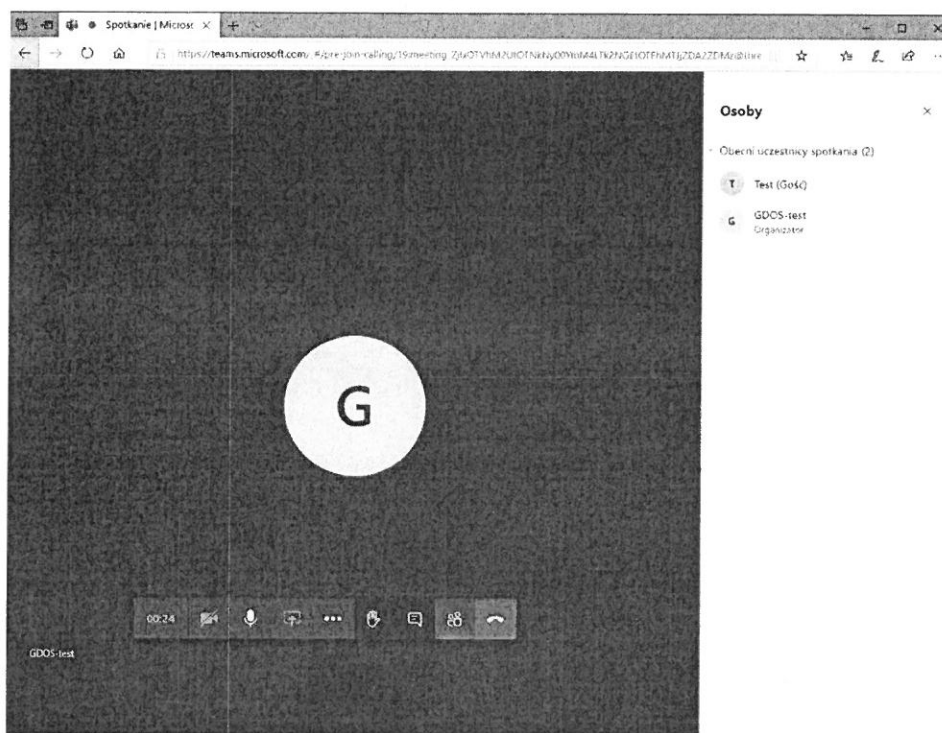 Spotkanie | Microsc
https://teams.microsoft.com/
Osoby
Obecni uczestnicy spotkania (2)
T
Test (Gość)
G
GDOS-test
Organizator
G
00:24
GDOS-test